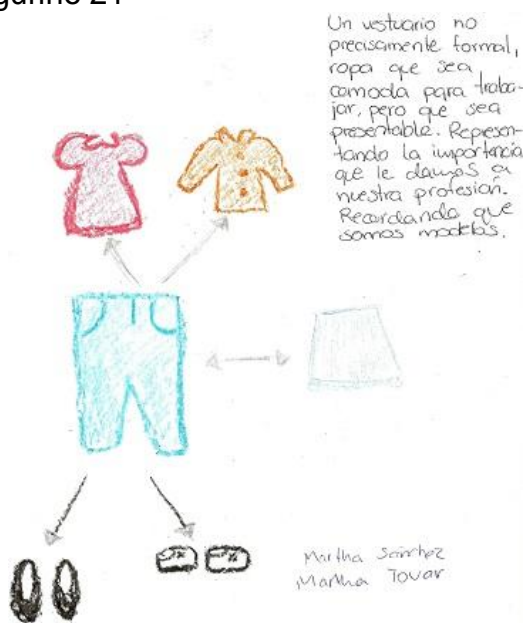 Un vestuario no
precisamente formal,
ropa que sea
comoda para traba-
jar, pero que sea
presentable. Represen-
tando la importancia
que le damos a
nuestra profesion.
Recordando que
somos modelos.
Martha Sánchez
Martha Tovar